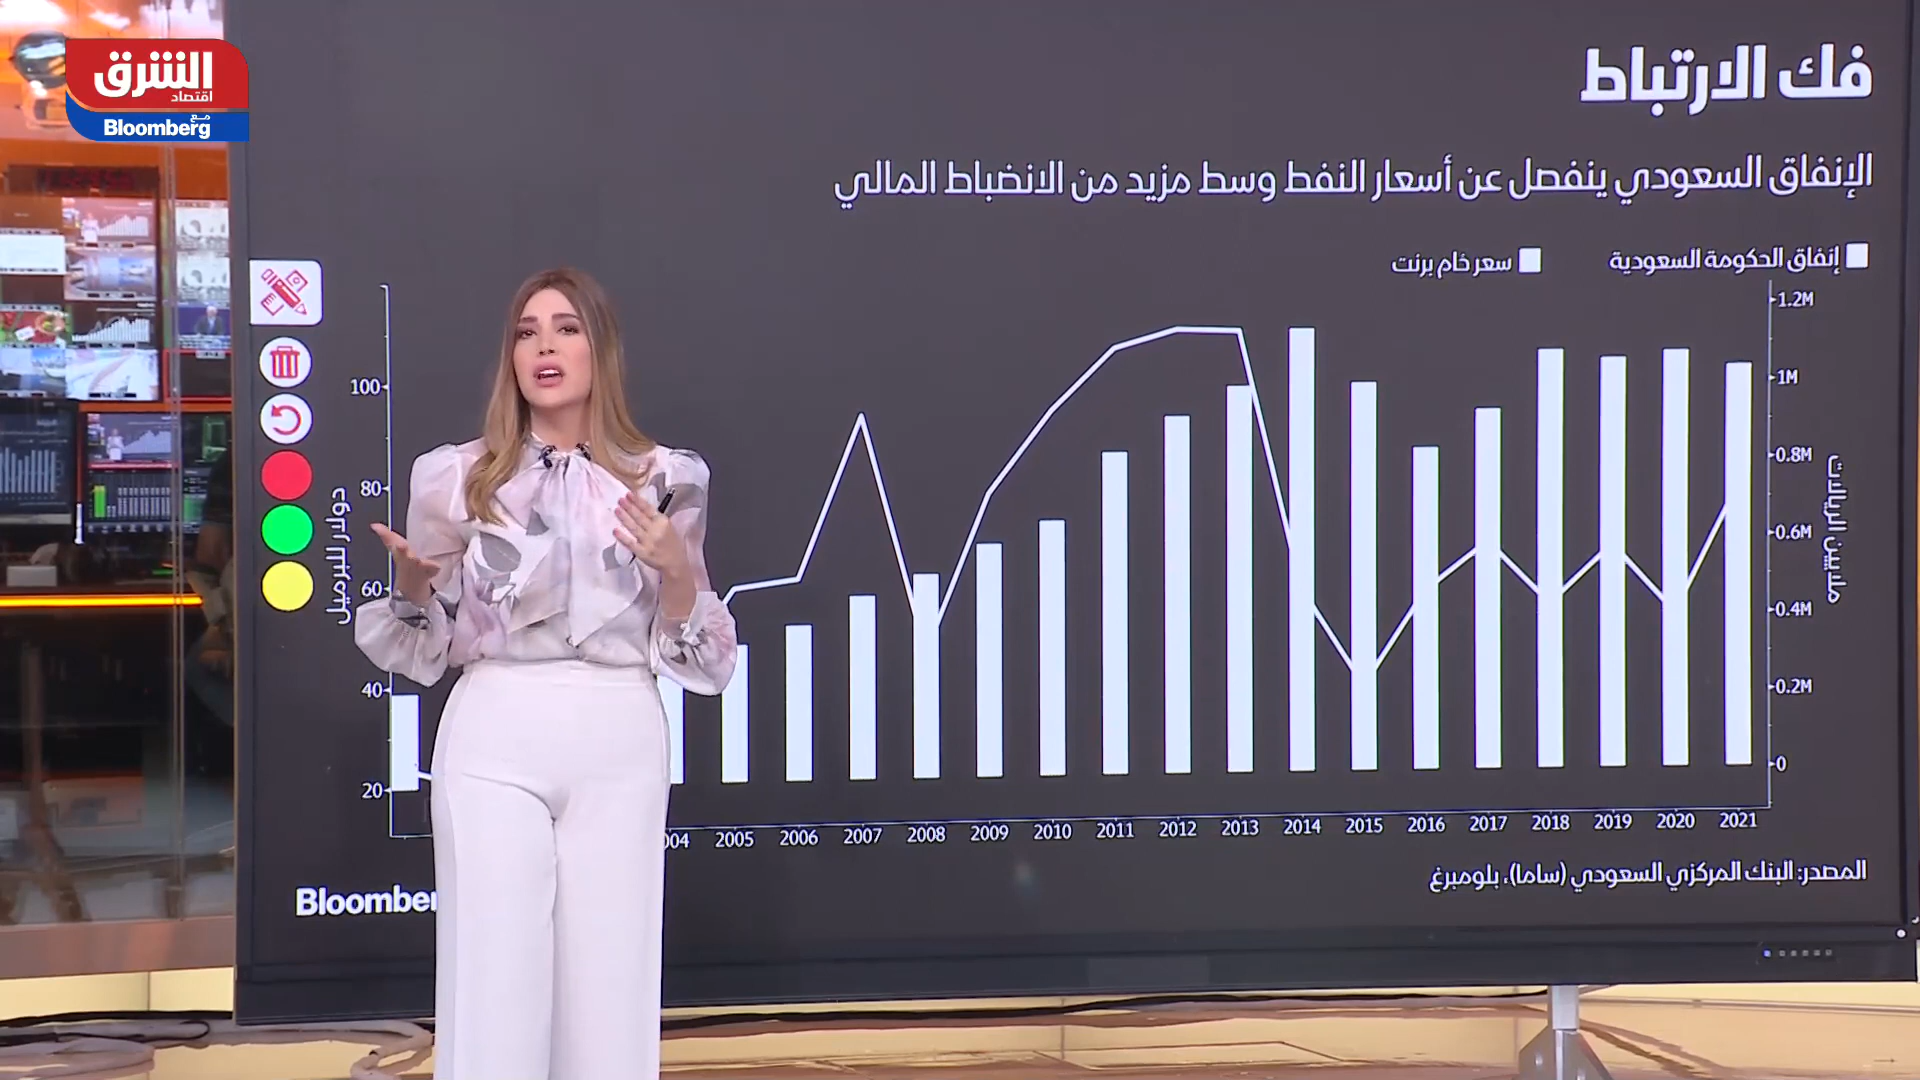 الشرق
اقتصاد
مع
Bloomberg
فك الارتباط
الإنفاق السعودي ينفصل عن أسعار النفط وسط مزيد من الانضباط المالي
إنفاق الحكومة السعودية
سعر خام برنت
100
80
60
40
20
دولار للبرميل
1.2M
1M
0.8M
0.6M
0.4M
0.2M
0
ملايين الريالات
2005 2006 2007 2008 2009 2010 2011 2012 2013 2014 2015 2016 2017 2018 2019 2020 2021
المصدر: البنك المركزي السعودي (ساما)، بلومبرغ